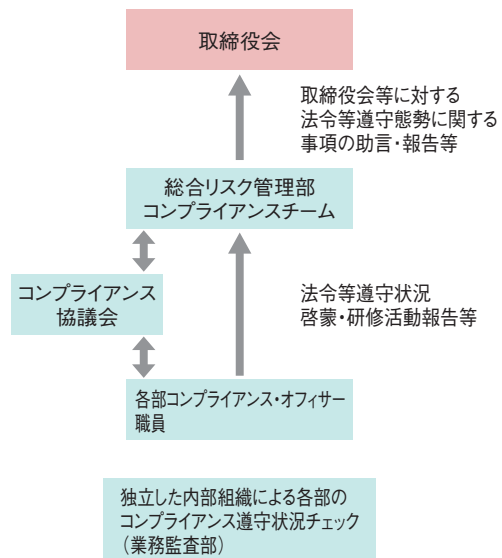 取締役会
取締役会等に対する
法令等遵守態勢に関する
事項の助言・報告等
総合リスク管理部
コンプライアンスチーム
コンプライアンス
協議会
法令等遵守状況
啓蒙・研修活動報告等
各部コンプライアンス・オフィサー
職員
独立した内部組織による各部の
コンプライアンス遵守状況チェック
（業務監査部）